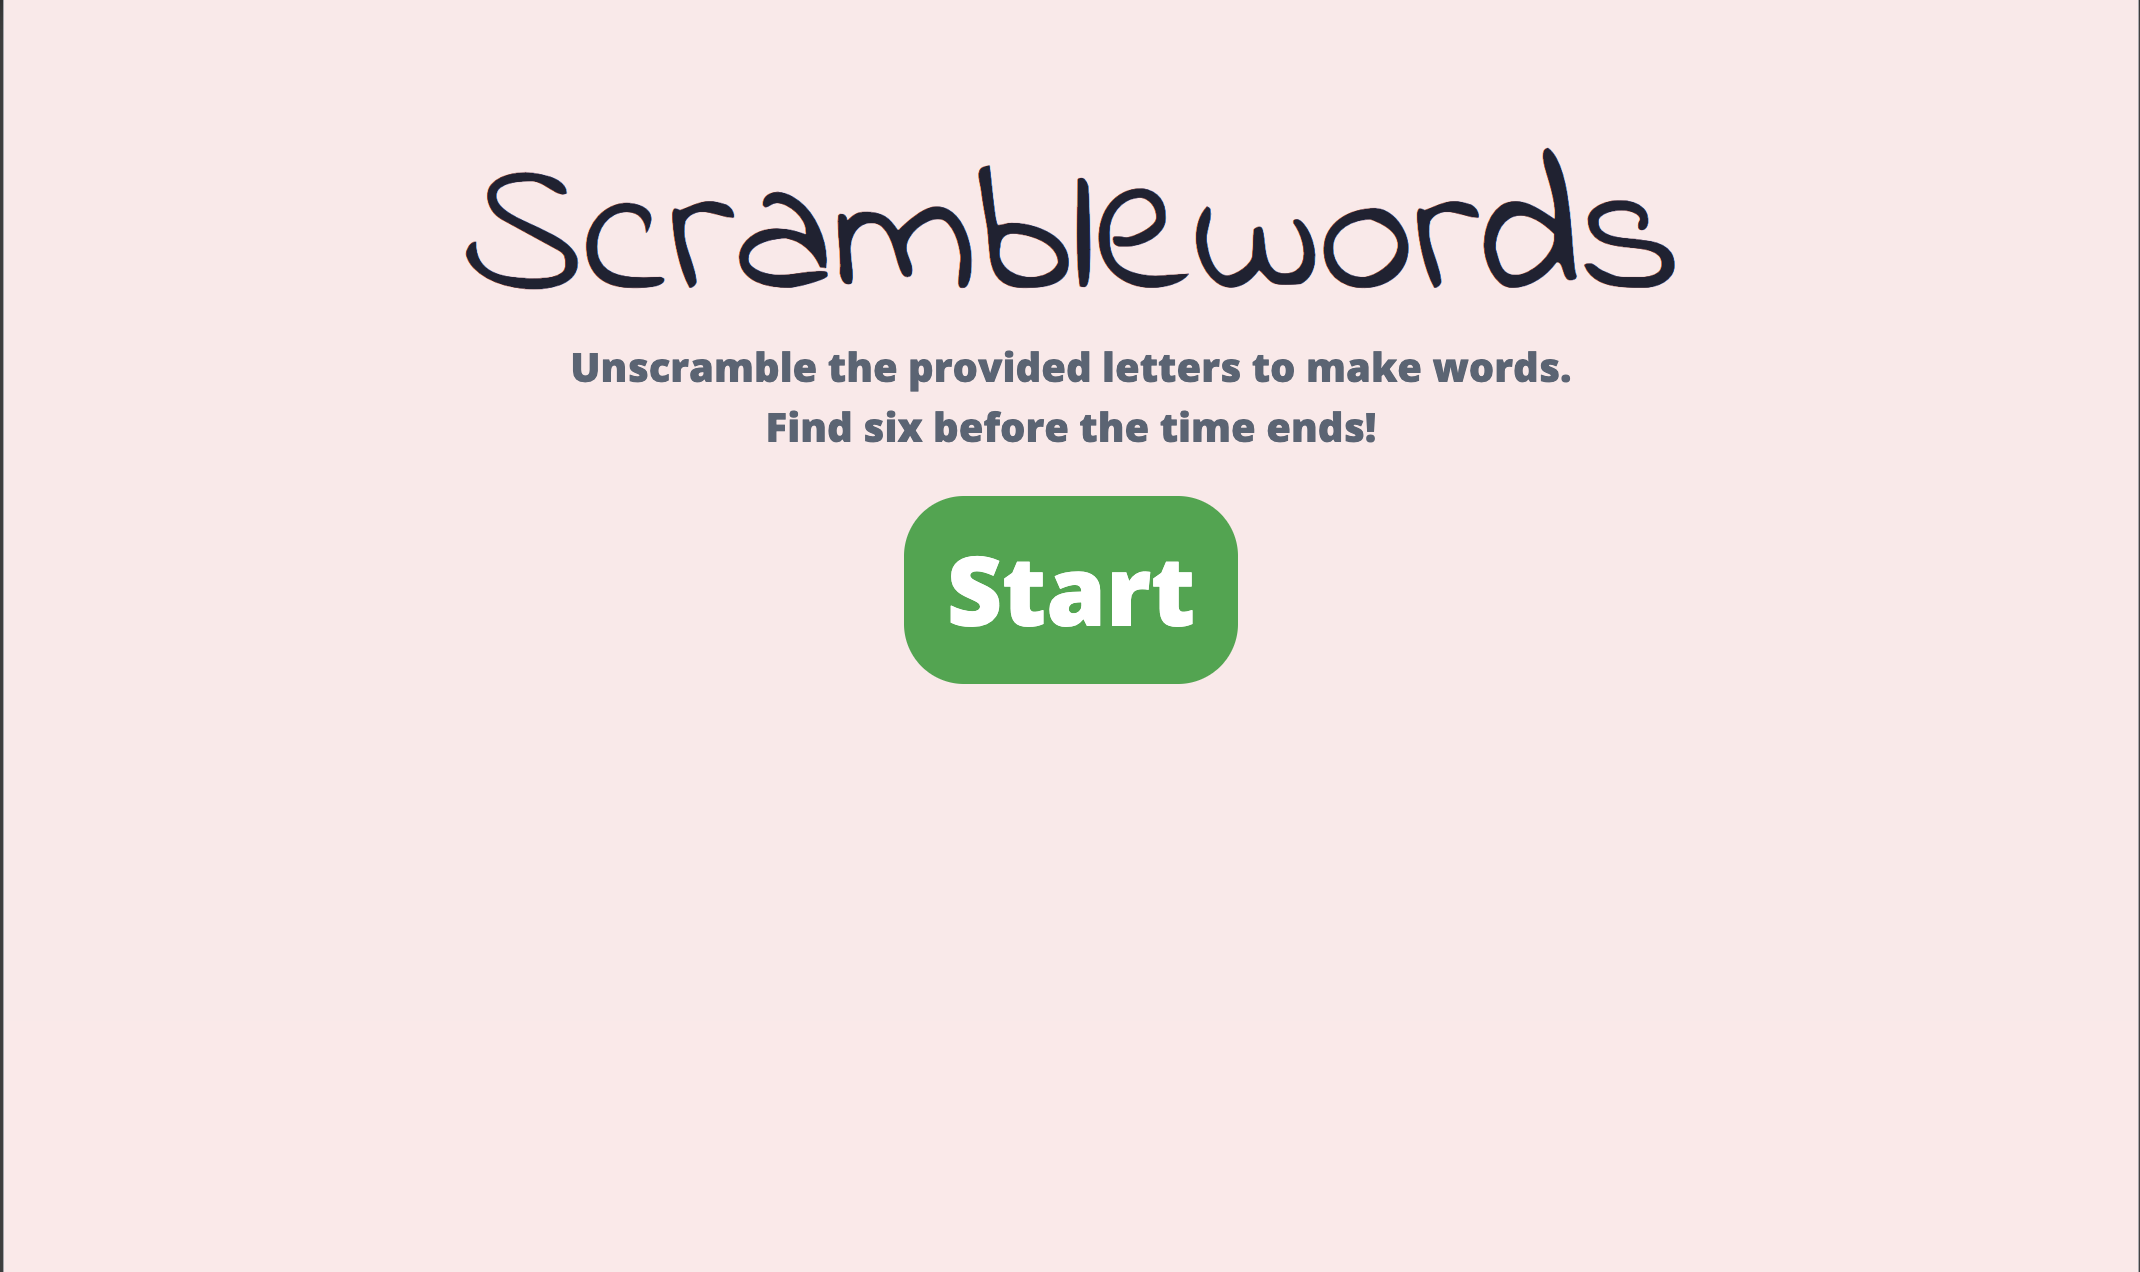 Scramblewords
Unscramble the provided letters to make words.
Find six before the time ends!
Start